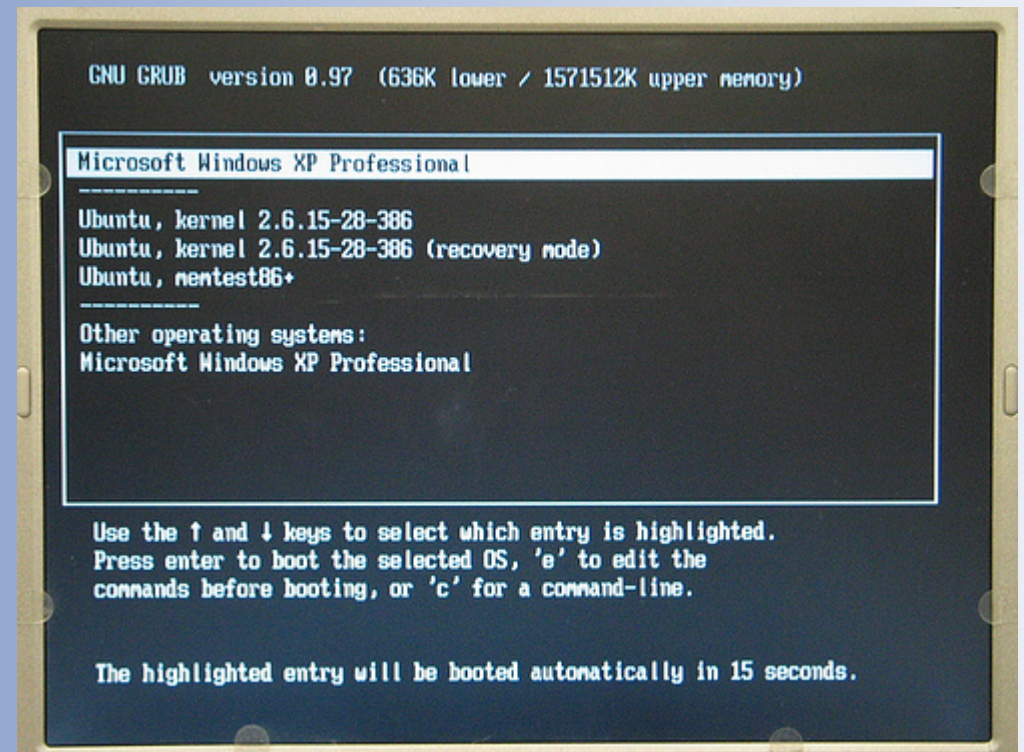 GNU GRUB version 0.97 (636K lower / 1571512K upper memory)
Microsoft Windows XP Professional
----------
Ubuntu, kernel 2.6.15-28-386
Ubuntu, kernel 2.6.15-28-386 (recovery mode)
Ubuntu, memtest86+
----------
Other operating systems:
Microsoft Windows XP Professional
Use the ↑ and ↓ keys to select which entry is highlighted.
Press enter to boot the selected OS, 'e' to edit the
commands before booting, or 'c' for a command-line.
The highlighted entry will be booted automatically in 15 seconds.